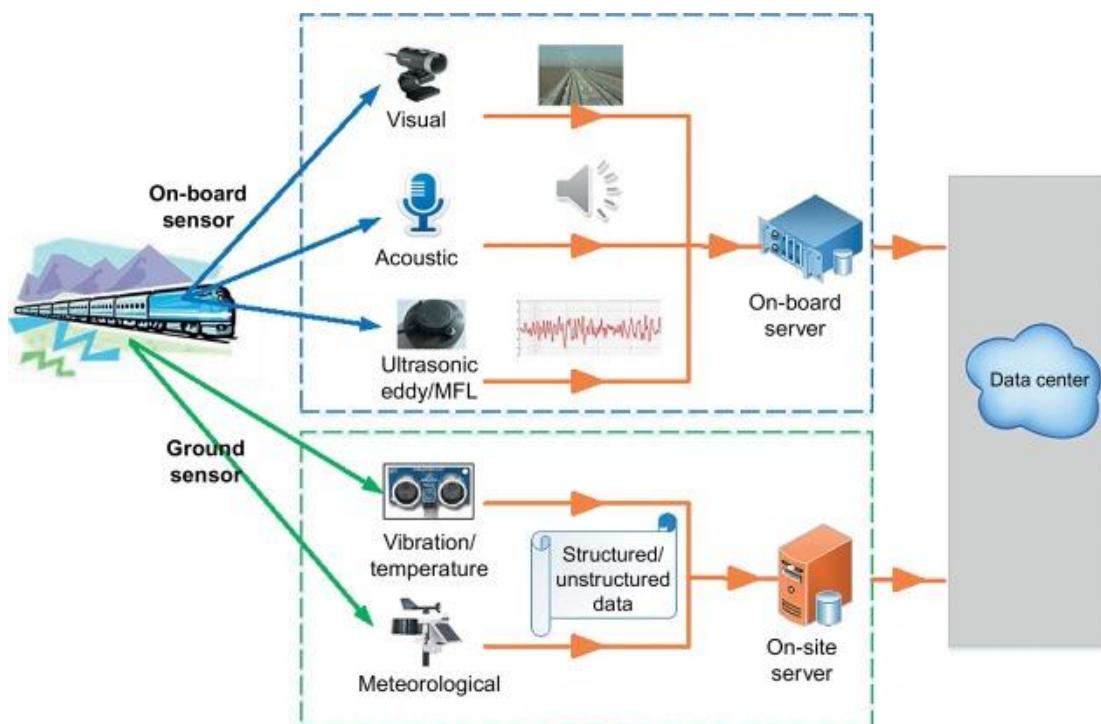 Visual
On-board
sensor
Acoustic
On-board
server
Ultrasonic
eddy/MFL
Data center
Ground
sensor
Vibration/
temperature
Structured/
unstructured
data
Meteorological
On-site
server